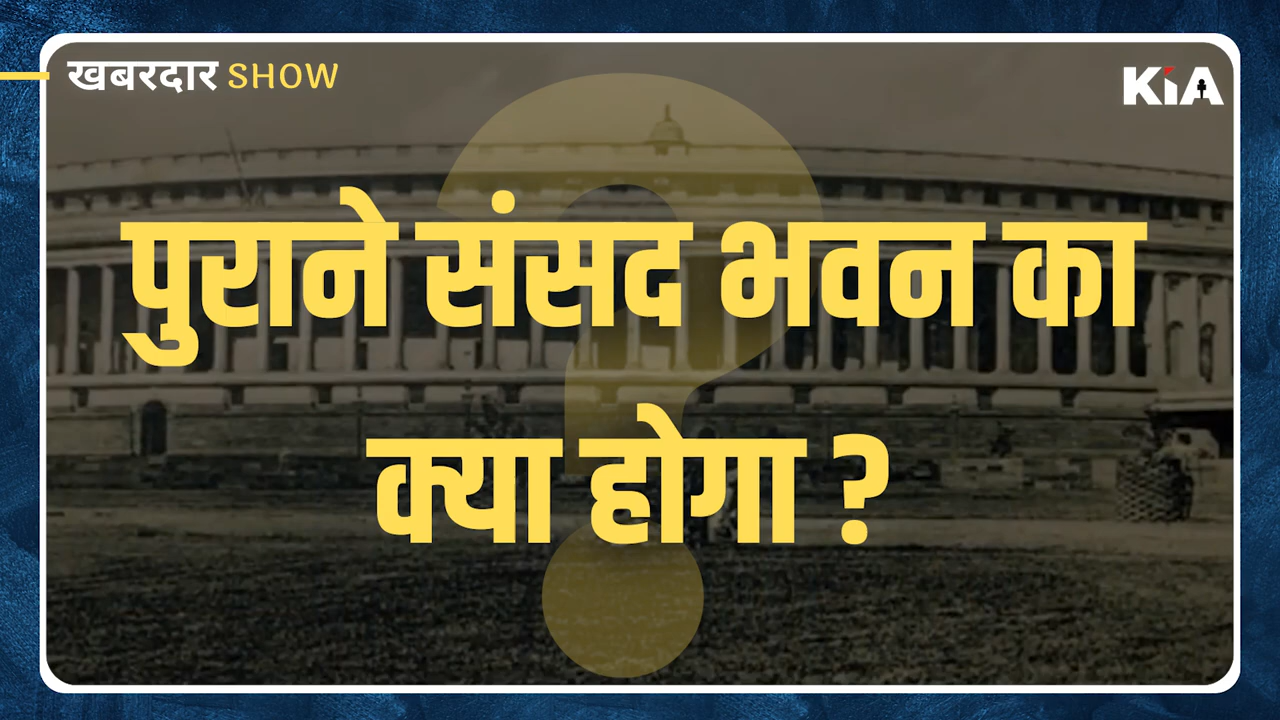 खबरदार SHOW
KiA
पुराने संसद भवन का
क्या होगा ?